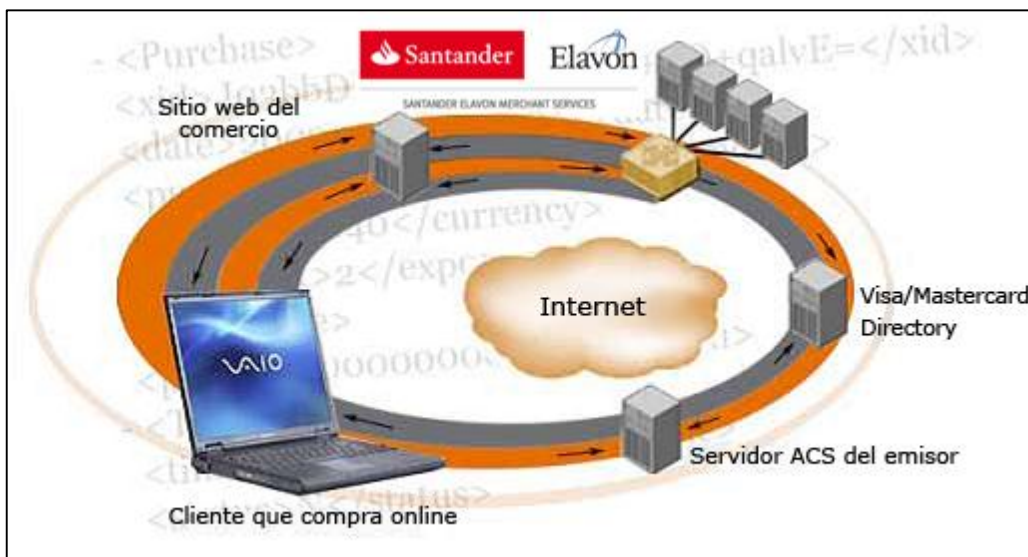 - <Purchase>
Santander
Elavon
+qalvE=</xid>
SANTANDER ELAVON MERCHANT SERVICES
Sitio web del
comercio
</currency>
Internet
Visa/Mastercard
Directory
VAIO
Servidor ACS del emisor
</status>
Cliente que compra online